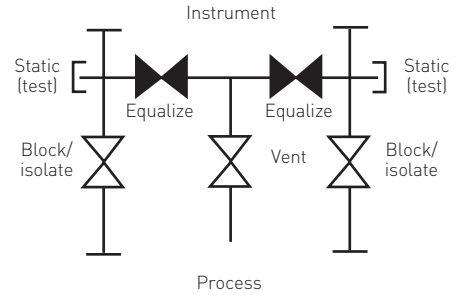 Instrument
Static
(test)
Static
(test)
Equalize
Equalize
Block/
isolate
Vent
Block/
isolate
Process